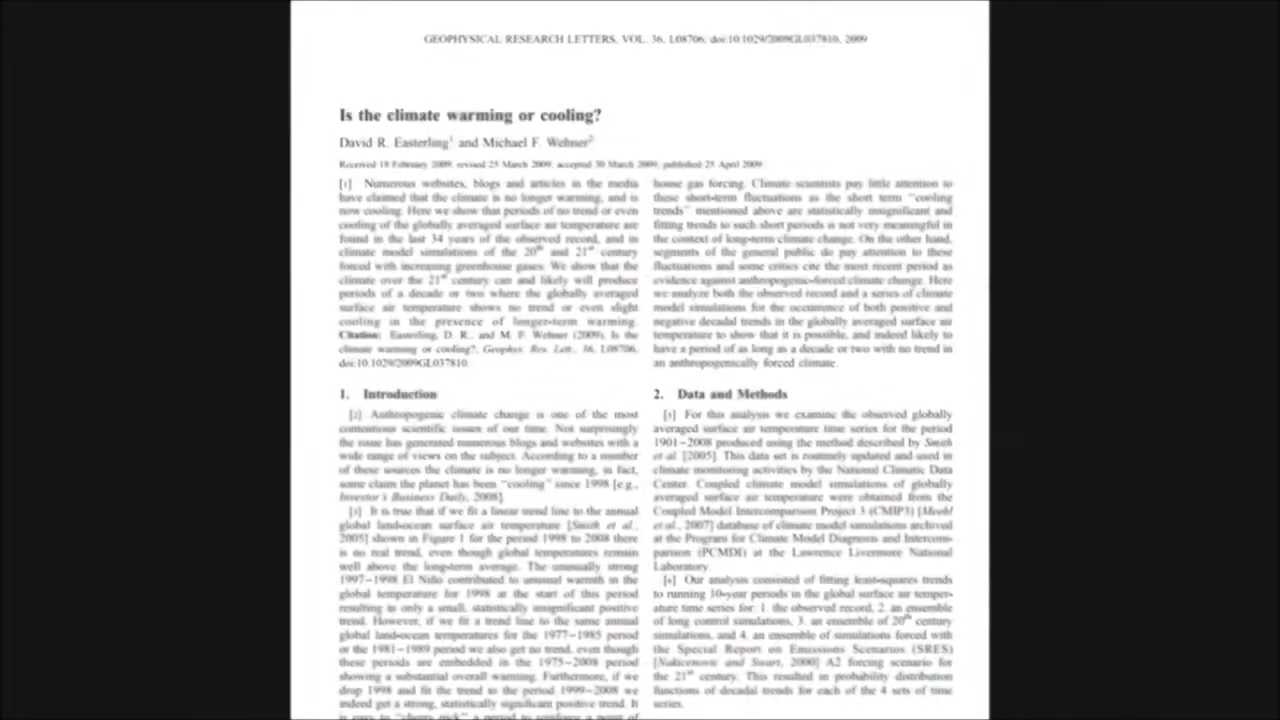 GEOPHYSICAL RESEARCH LETTERS, VOL. 36, L08706, doi:10.1029/2009GL037810, 2009
Is the climate warming or cooling?
David R. Easterling1 and Michael F. Wehner2
Received 18 February 2009; revised 25 March 2009; accepted 30 March 2009; published 25 April 2009.
[1] Numerous websites, blogs and articles in the media
have claimed that the climate is no longer warming, and is
now cooling. Here we show that periods of no trend or even
cooling of the globally averaged surface air temperature are
found in the last 34 years of the observed record, and in
climate model simulations of the 20th and 21st century
forced with increasing greenhouse gases. We show that the
climate over the 21st century can and likely will produce
periods of a decade or two where the globally averaged
surface air temperature shows no trend or even slight
cooling in the presence of longer-term warming.
Citation: Easterling, D. R., and M. F. Wehner (2009), Is the
climate warming or cooling?, Geophys. Res. Lett., 36, L08706,
doi:10.1029/2009GL037810.
1. Introduction
[2] Anthropogenic climate change is one of the most
contentious scientific issues of our time. Not surprisingly
the issue has generated numerous blogs and websites with a
wide range of views on the subject. According to a number
of these sources the climate is no longer warming, in fact,
some claim the planet has been "cooling" since 1998 [e.g.,
Investor's Business Daily, 2008].
[3] It is true that if we fit a linear trend line to the annual
global land-ocean surface air temperature [Smith et al.,
2005] shown in Figure 1 for the period 1998 to 2008 there
is no real trend, even though global temperatures remain
well above the long-term average. The unusually strong
1997–1998 El Niño contributed to unusual warmth in the
global temperature for 1998 at the start of this period
resulting in only a small, statistically insignificant positive
trend. However, if we fit a trend line to the same annual
global land-ocean temperatures for the 1977–1985 period
or the 1981–1989 period we also get no trend, even though
these periods are embedded in the 1975–2008 period
showing a substantial overall warming. Furthermore, if we
drop 1998 and fit the trend to the period 1999–2008 we
indeed get a strong, statistically significant positive trend. It
is easy to "cherry pick" a period to reinforce a point of
house gas forcing. Climate scientists pay little attention to
these short-term fluctuations as the short term "cooling
trends" mentioned above are statistically insignificant and
fitting trends to such short periods is not very meaningful in
the context of long-term climate change. On the other hand,
segments of the general public do pay attention to these
fluctuations and some critics cite the most recent period as
evidence against anthropogenic-forced climate change. Here
we analyze both the observed record and a series of climate
model simulations for the occurrence of both positive and
negative decadal trends in the globally averaged surface air
temperature to show that it is possible, and indeed likely to
have a period of as long as a decade or two with no trend in
an anthropogenically forced climate.
2. Data and Methods
[5] For this analysis we examine the observed globally
averaged surface air temperature time series for the period
1901–2008 produced using the method described by Smith
et al. [2005]. This data set is routinely updated and used in
climate monitoring activities by the National Climatic Data
Center. Coupled climate model simulations of globally
averaged surface air temperature were obtained from the
Coupled Model Intercomparison Project 3 (CMIP3) [Meehl
et al., 2007] database of climate model simulations archived
at the Program for Climate Model Diagnosis and Intercom-
parison (PCMDI) at the Lawrence Livermore National
Laboratory.
[6] Our analysis consisted of fitting least-squares trends
to running 10-year periods in the global surface air temper-
ature time series for: 1. the observed record, 2. an ensemble
of long control simulations, 3. an ensemble of 20th century
simulations, and 4. an ensemble of simulations forced with
the Special Report on Emissions Scenarios (SRES)
[Nakicenovic and Swart, 2000] A2 forcing scenario for
the 21st century. This resulted in probability distribution
functions of decadal trends for each of the 4 sets of time
series.